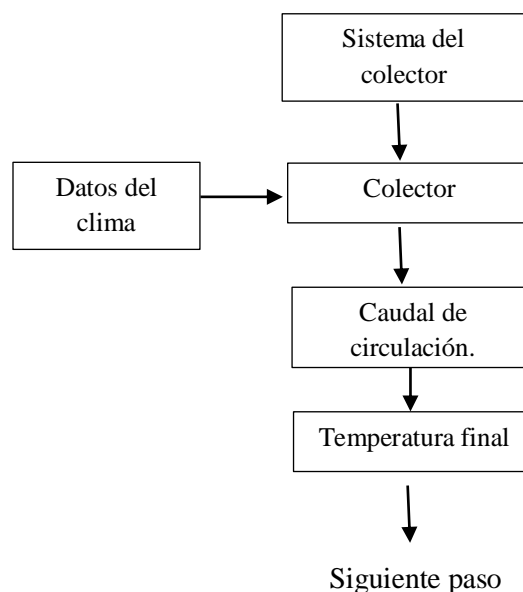 Sistema del
colector
Datos del
clima
Colector
Caudal de
circulación.
Temperatura final
Siguiente paso